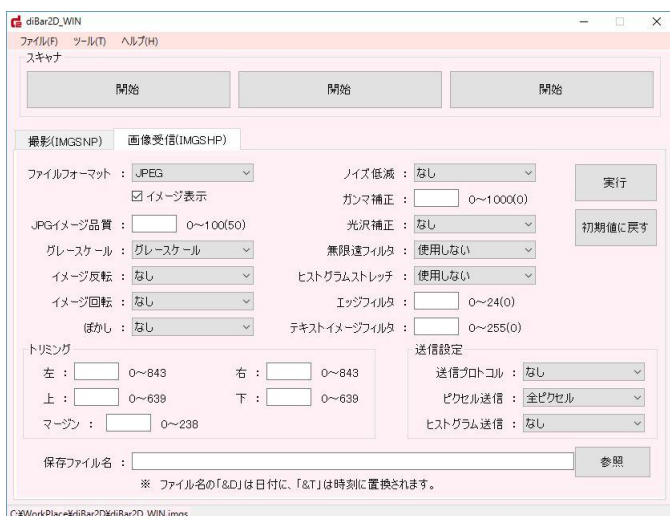 diBar2D_WIN
ファイル(F) ツール(T) ヘルプ(H)
スキャナ
開始 開始 開始
撮影(IMGSNP) 画像受信(IMGSHP)
ファイルフォーマット : JPEG
イメージ表示
JPGイメージ品質 : 0~100(50)
グレースケール : グレースケール
イメージ反転 : なし
イメージ回転 : なし
ぼかし : なし
ノイズ低減 : なし
ガンマ補正 : 0~1000(0)
光沢補正 : なし
無限遠フィルタ : 使用しない
ヒストグラムストレッチ : 使用しない
エッジフィルタ : 0~24(0)
テキストイメージフィルタ : 0~255(0)
実行
初期値に戻す
トリミング
左 : 0~843 右 : 0~843
上 : 0~639 下 : 0~639
マージン : 0~238
送信設定
送信プロトコル : なし
ピクセル送信 : 全ピクセル
ヒストグラム送信 : なし
保存ファイル名 : 参照
※ ファイル名の「&D」は日付に、「&T」は時刻に置換されます。
C:¥WorkPlace¥diBar2D¥diBar2D_WIN.imgs